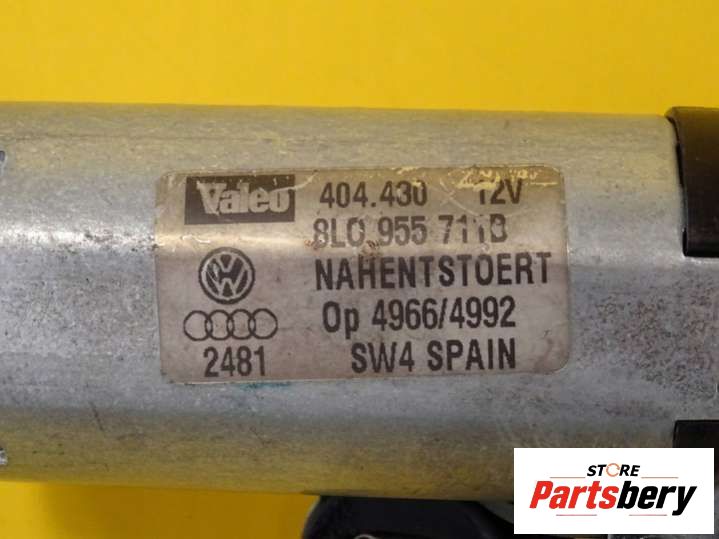 Valeo 404.430 12V
8L0 955 711B
NAHENTSTOERT
Op 4966/4992
2481 SW4 SPAIN
STORE
Partsbery